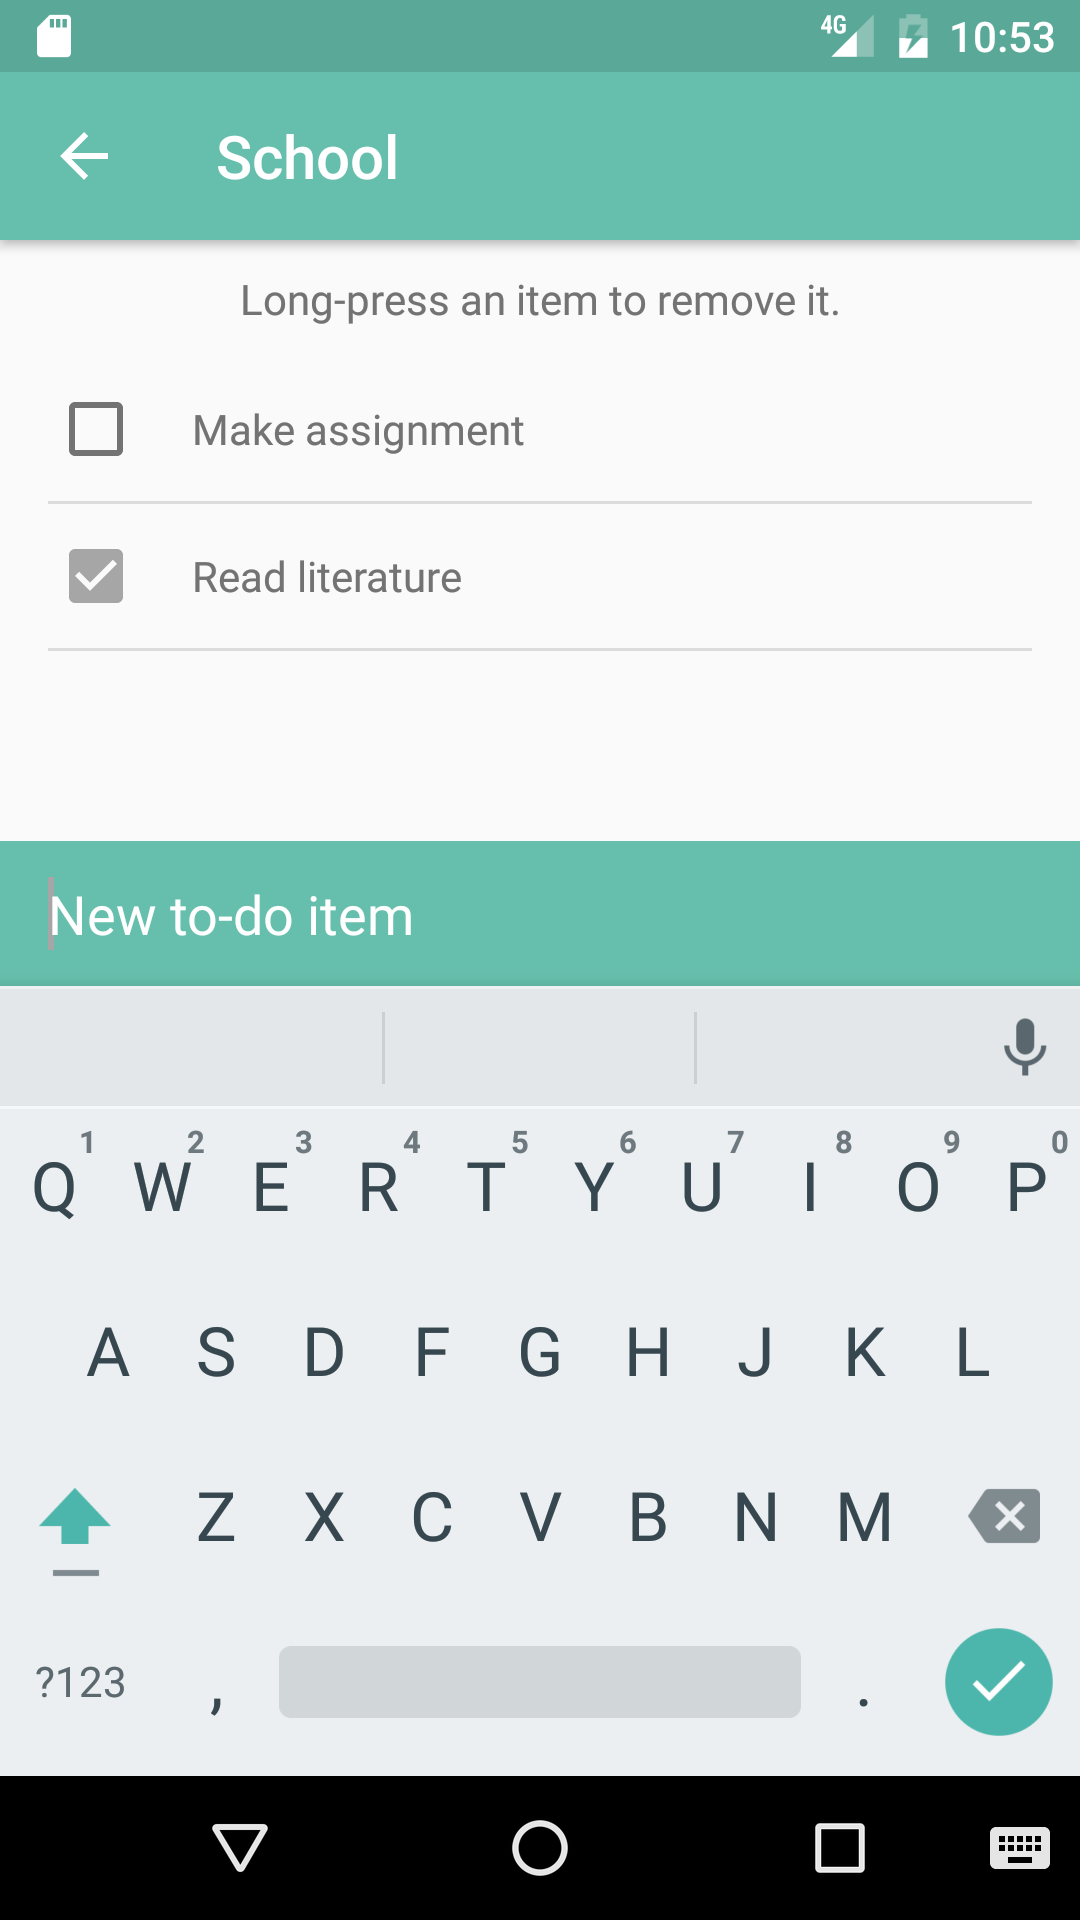 4G 10:53
School
Long-press an item to remove it.
Make assignment
Read literature
New to-do item
1 2 3 4 5 6 7 8 9 0
Q W E R T Y U I O P
A S D F G H J K L
Z X C V B N M
?123 , .